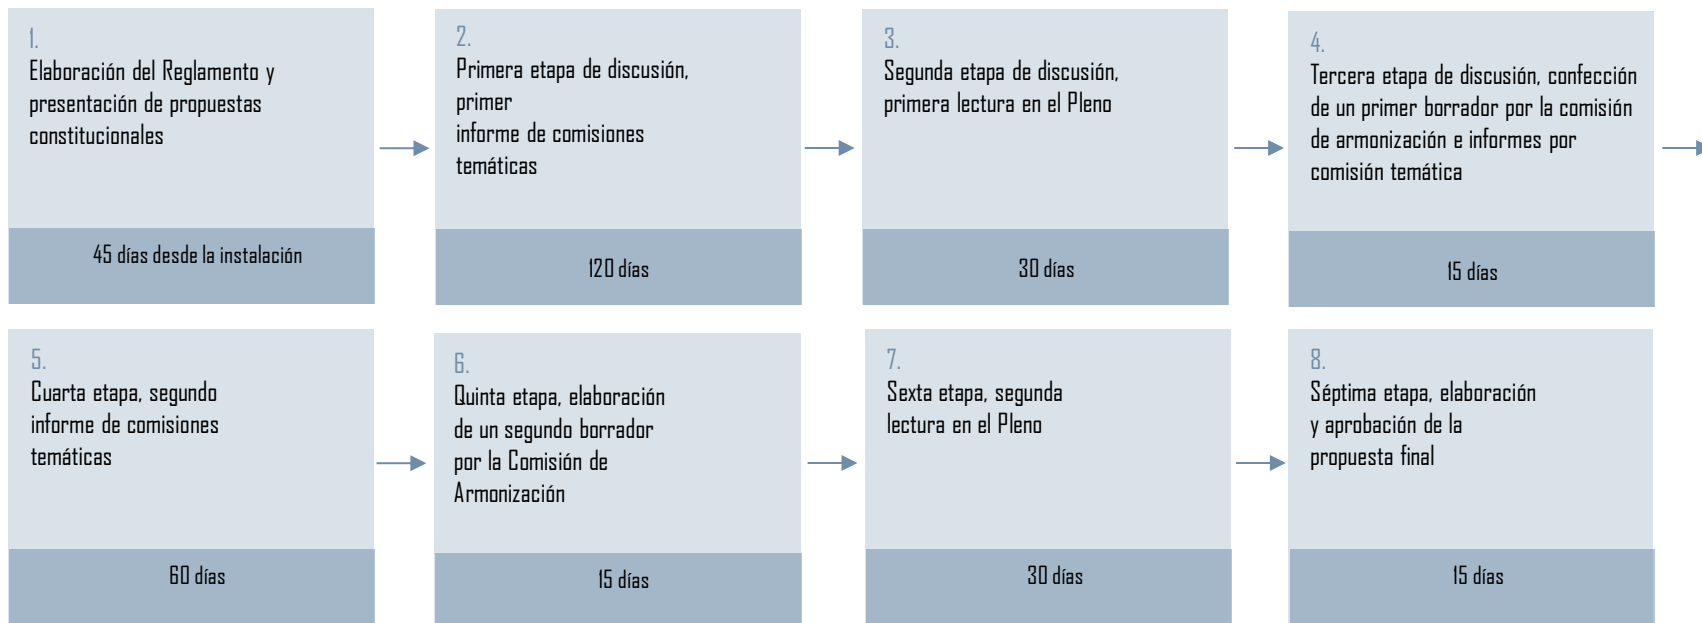 1.
Elaboración del Reglamento y
presentación de propuestas
constitucionales
45 días desde la instalación
2.
Primera etapa de discusión,
primer
informe de comisiones
temáticas
120 días
3.
Segunda etapa de discusión,
primera lectura en el Pleno
30 días
4.
Tercera etapa de discusión, confección
de un primer borrador por la comisión
de armonización e informes por
comisión temática
15 días
5.
Cuarta etapa, segundo
informe de comisiones
temáticas
60 días
6.
Quinta etapa, elaboración
de un segundo borrador
por la Comisión de
Armonización
15 días
7.
Sexta etapa, segunda
lectura en el Pleno
30 días
8.
Séptima etapa, elaboración
y aprobación de la
propuesta final
15 días